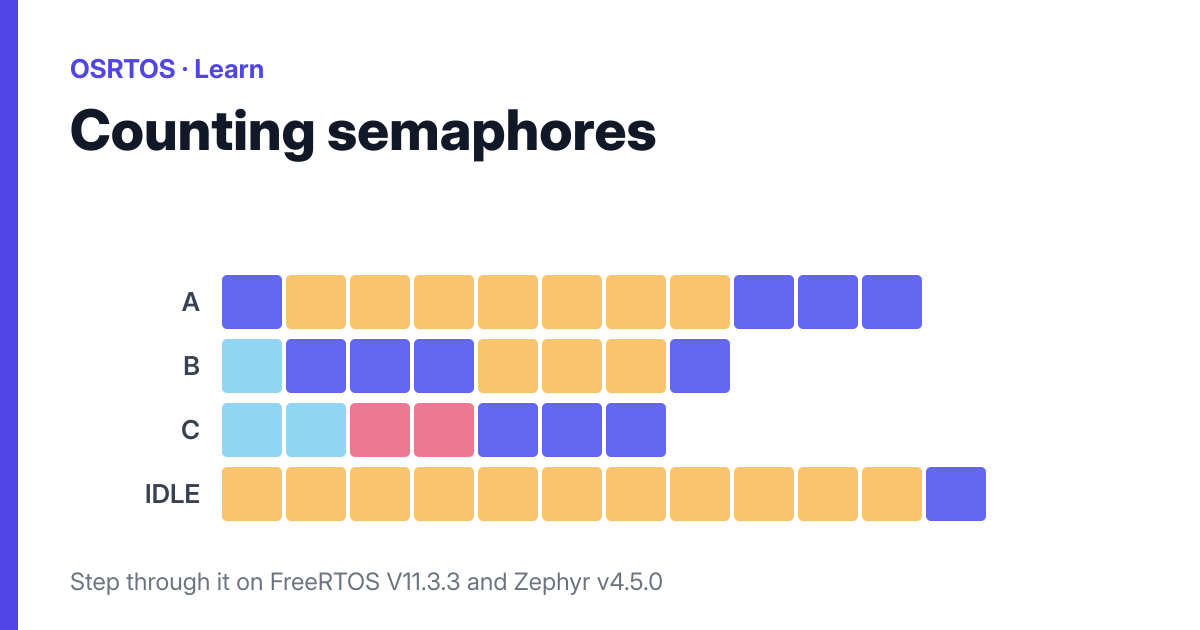 OSRTOS · Learn
Counting semaphores
A
B
C
IDLE
Step through it on FreeRTOS V11.3.3 and Zephyr v4.5.0